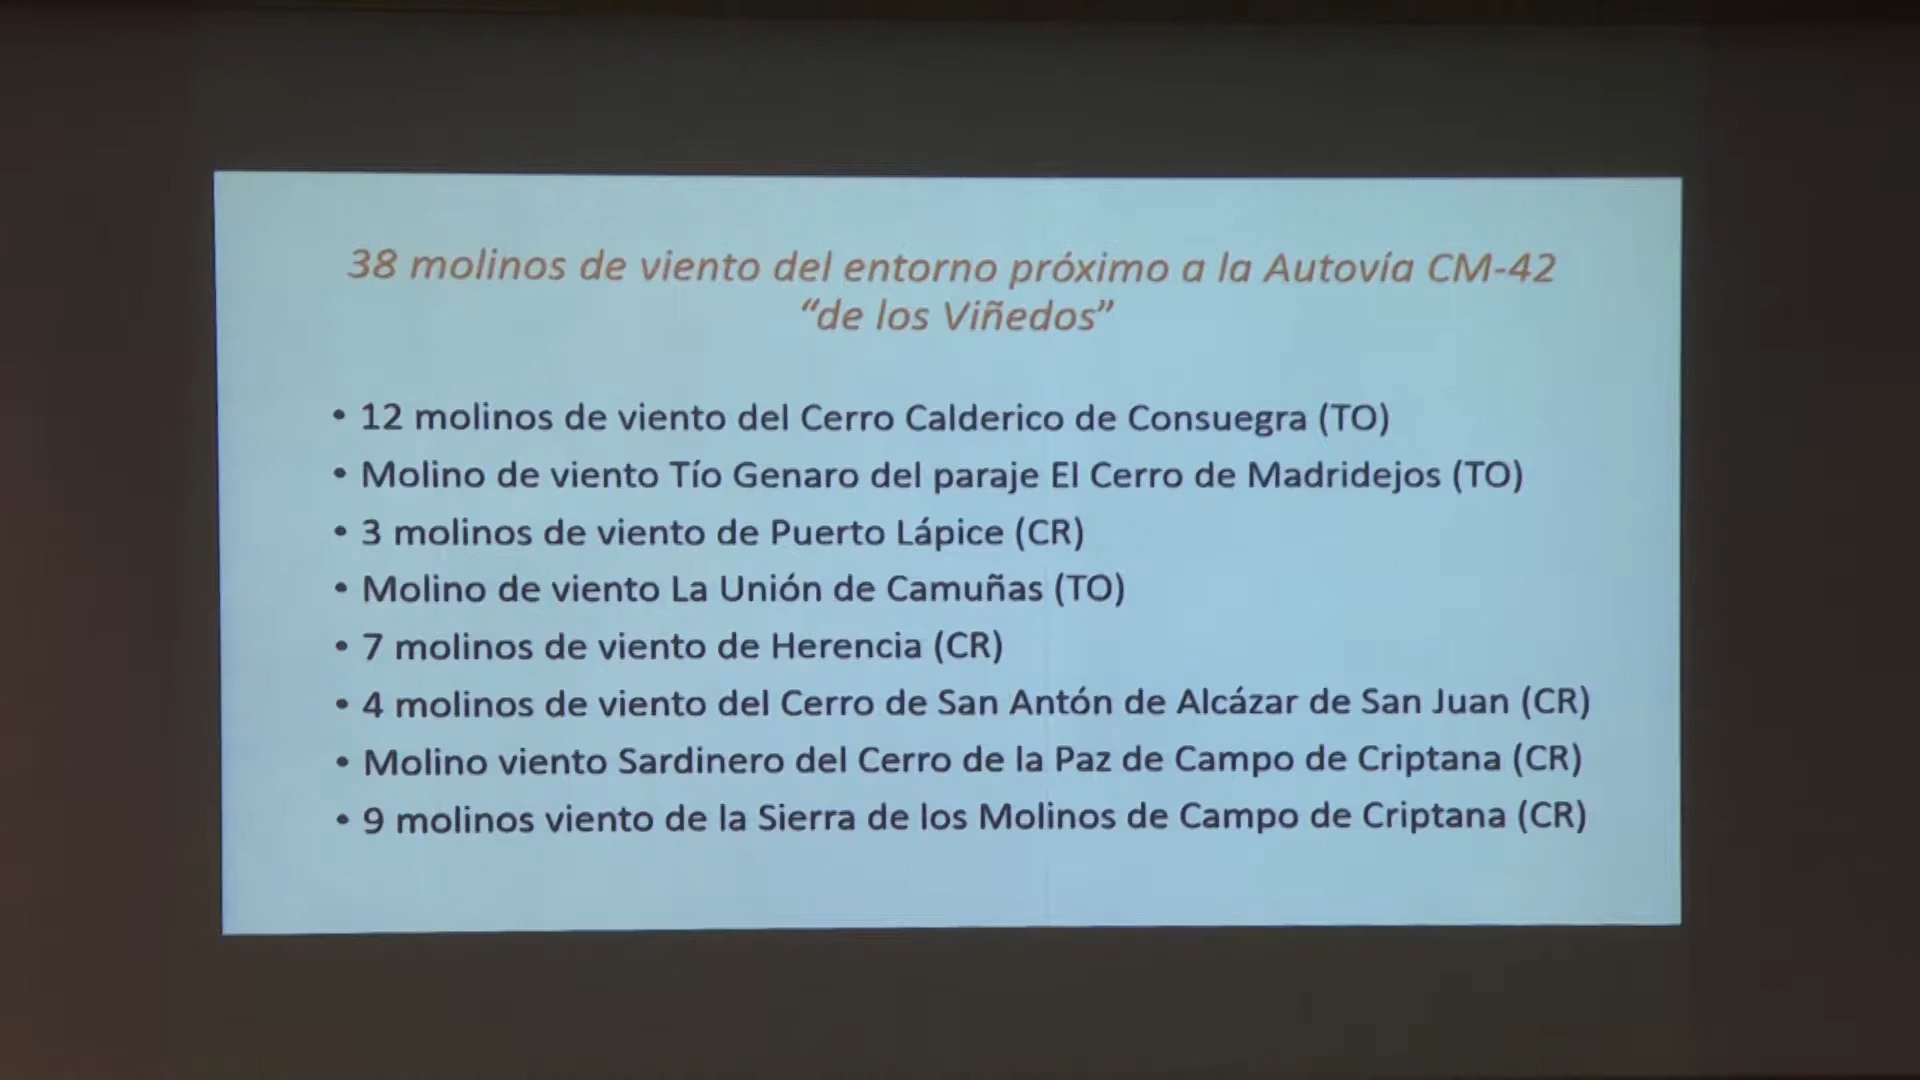 38 molinos de viento del entorno próximo a la Autovía CM-42
“de los Viñedos”
• 12 molinos de viento del Cerro Calderico de Consuegra (TO)
• Molino de viento Tío Genaro del paraje El Cerro de Madridejos (TO)
• 3 molinos de viento de Puerto Lápice (CR)
• Molino de viento La Unión de Camuñas (TO)
• 7 molinos de viento de Herencia (CR)
• 4 molinos de viento del Cerro de San Antón de Alcázar de San Juan (CR)
• Molino viento Sardinero del Cerro de la Paz de Campo de Criptana (CR)
• 9 molinos viento de la Sierra de los Molinos de Campo de Criptana (CR)